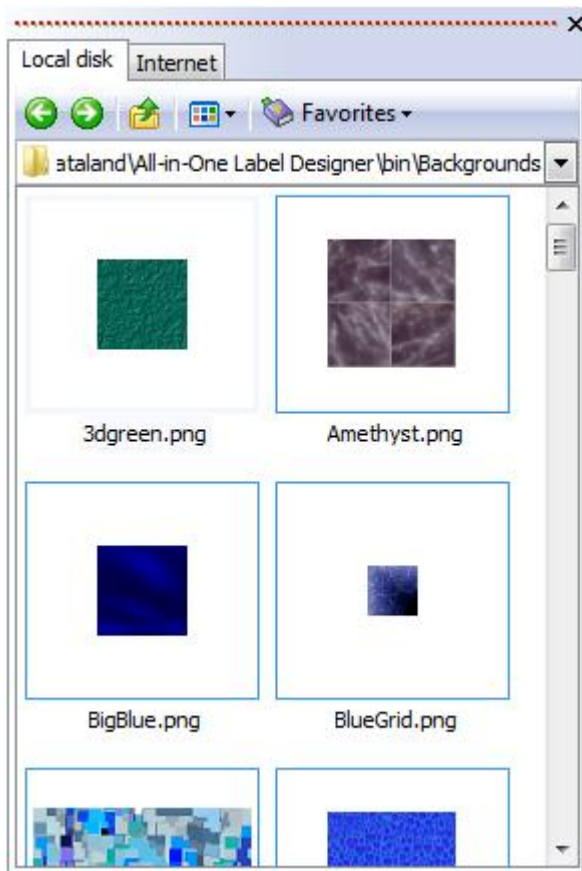 Local disk
Internet
Favorites
ataland\All-in-One Label Designer\bin\Backgrounds
3dgreen.png
Amethyst.png
BigBlue.png
BlueGrid.png